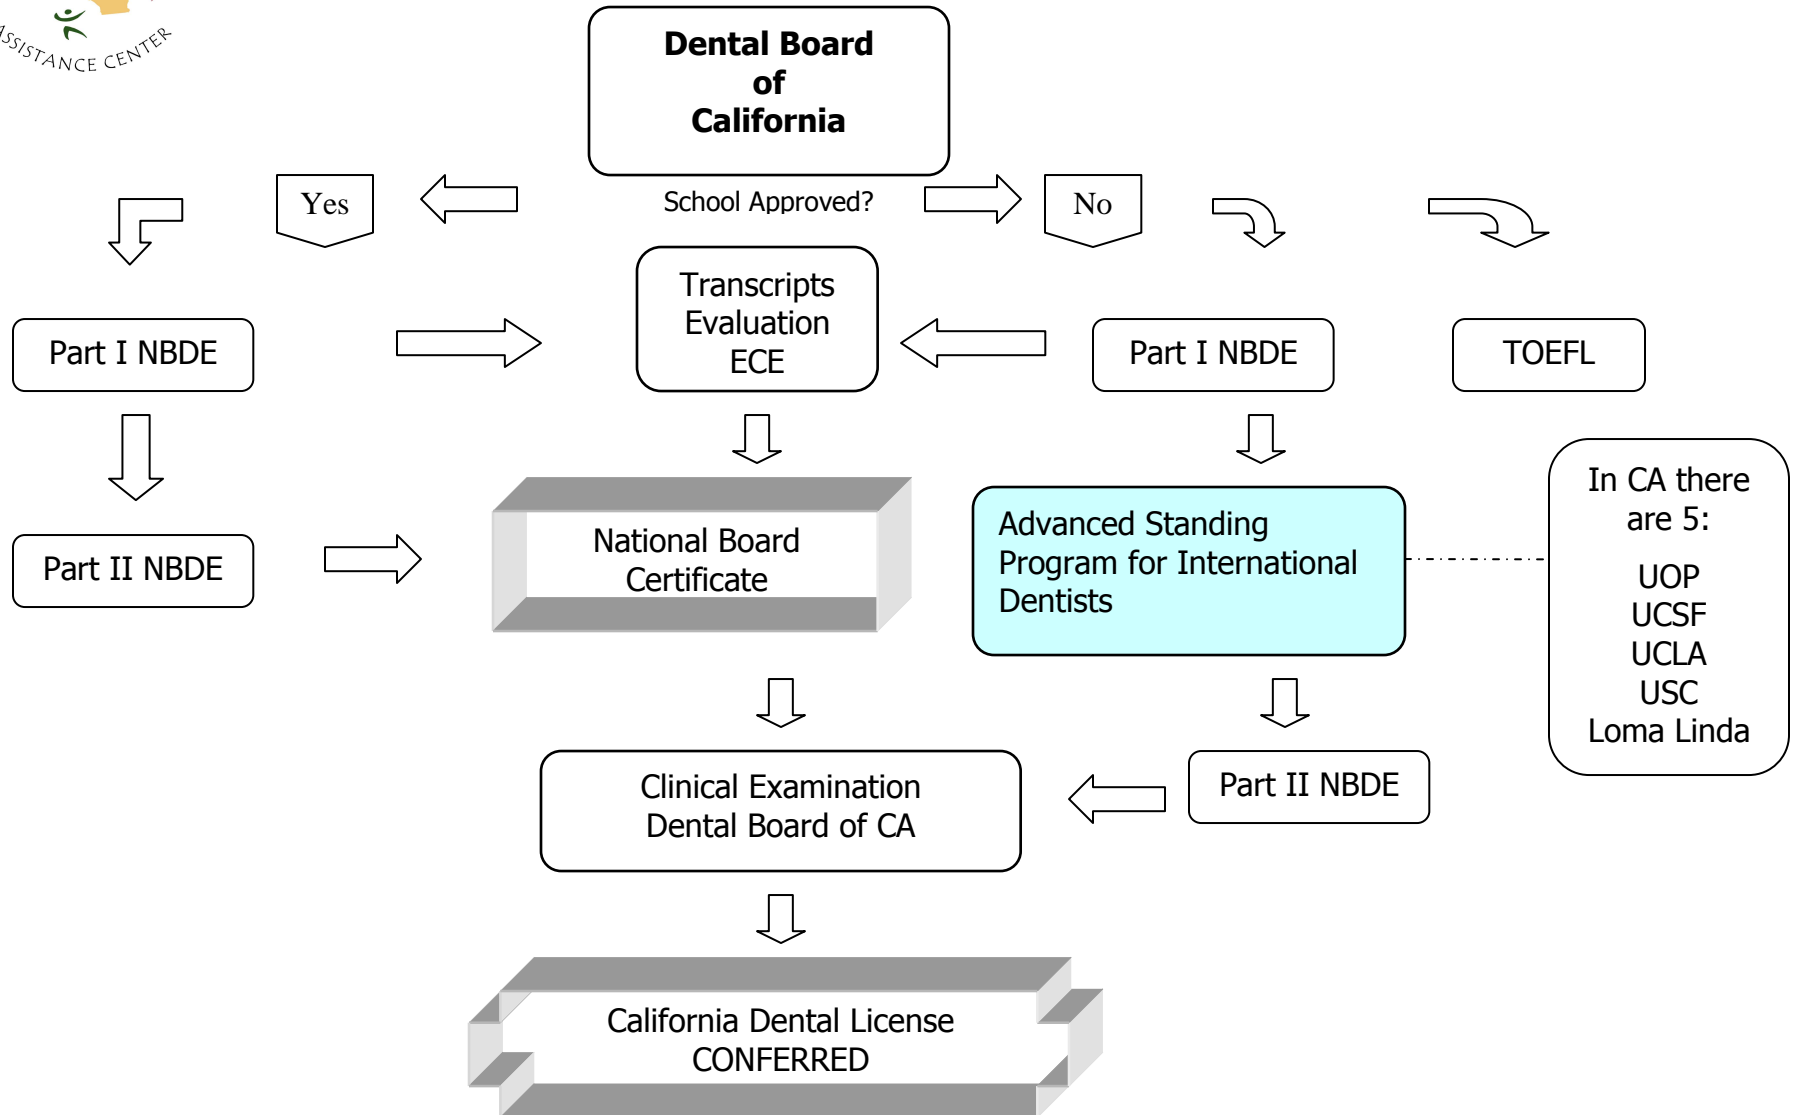 ASSISTANCE CENTER
Dental Board
of
California
Yes
School Approved?
No
Transcripts
Evaluation
ECE
Part I NBDE
Part I NBDE
TOEFL
Part II NBDE
National Board
Certificate
Advanced Standing
Program for International
Dentists
In CA there
are 5:
UOP
UCSF
UCLA
USC
Loma Linda
Clinical Examination
Dental Board of CA
Part II NBDE
California Dental License
CONFERRED